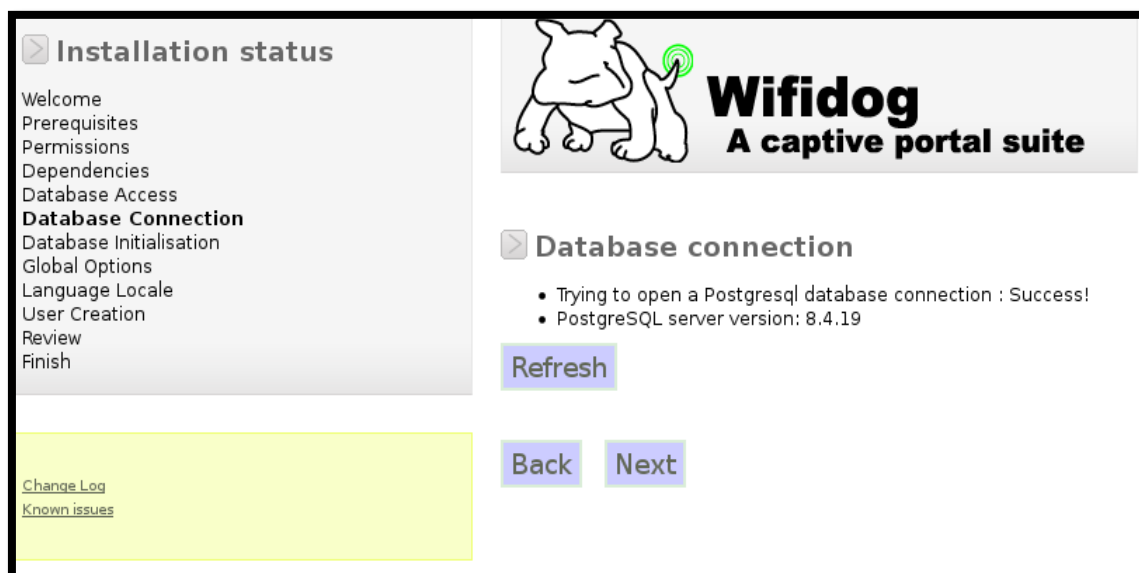 Installation status
Welcome
Prerequisites
Permissions
Dependencies
Database Access
Database Connection
Database Initialisation
Global Options
Language Locale
User Creation
Review
Finish
Change Log
Known issues
Wifidog
A captive portal suite
Database connection
Trying to open a Postgresql database connection : Success!
PostgreSQL server version: 8.4.19
Refresh
Back Next